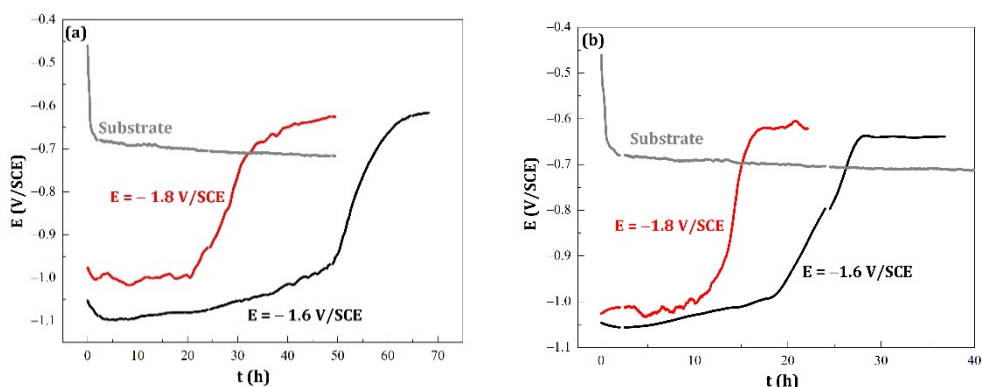 (a)
−0.4
−0.5
−0.6
−0.7
−0.8
−0.9
−1.0
−1.1
E (V/SCE)
Substrate
E = − 1.8 V/SCE
E = −1.6 V/SCE
0 10 20 30 40 50 60 70
t (h)
(b)
−0.4
−0.5
−0.6
−0.7
−0.8
−0.9
−1.0
−1.1
E (V/SCE)
Substrate
E = −1.8 V/SCE
E = −1.6 V/SCE
0 10 20 30 40
t (h)